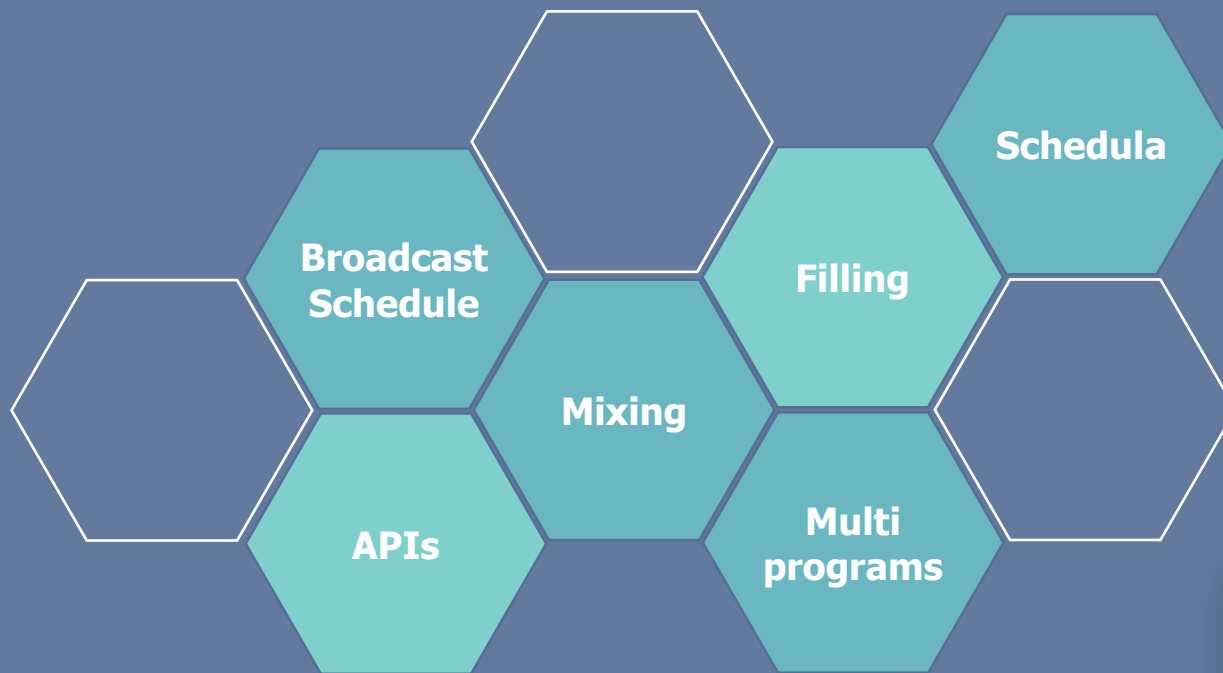 Schedula
Broadcast
Schedule
Filling
Mixing
APIs
Multi
programs